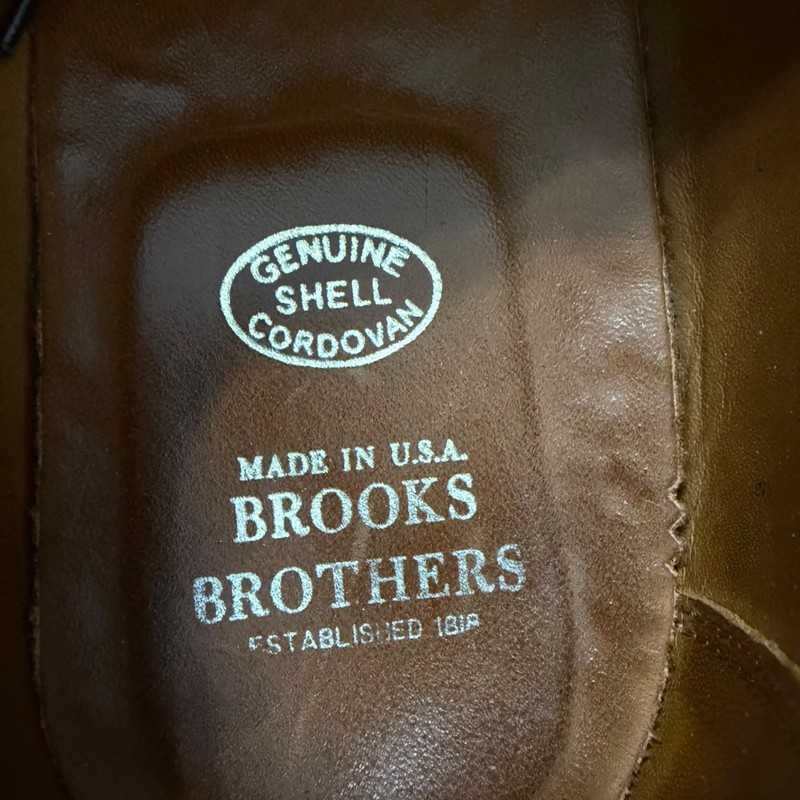 GENUINE
SHELL
CORDOVAN
MADE IN U.S.A.
BROOKS
BROTHERS
ESTABLISHED 1818